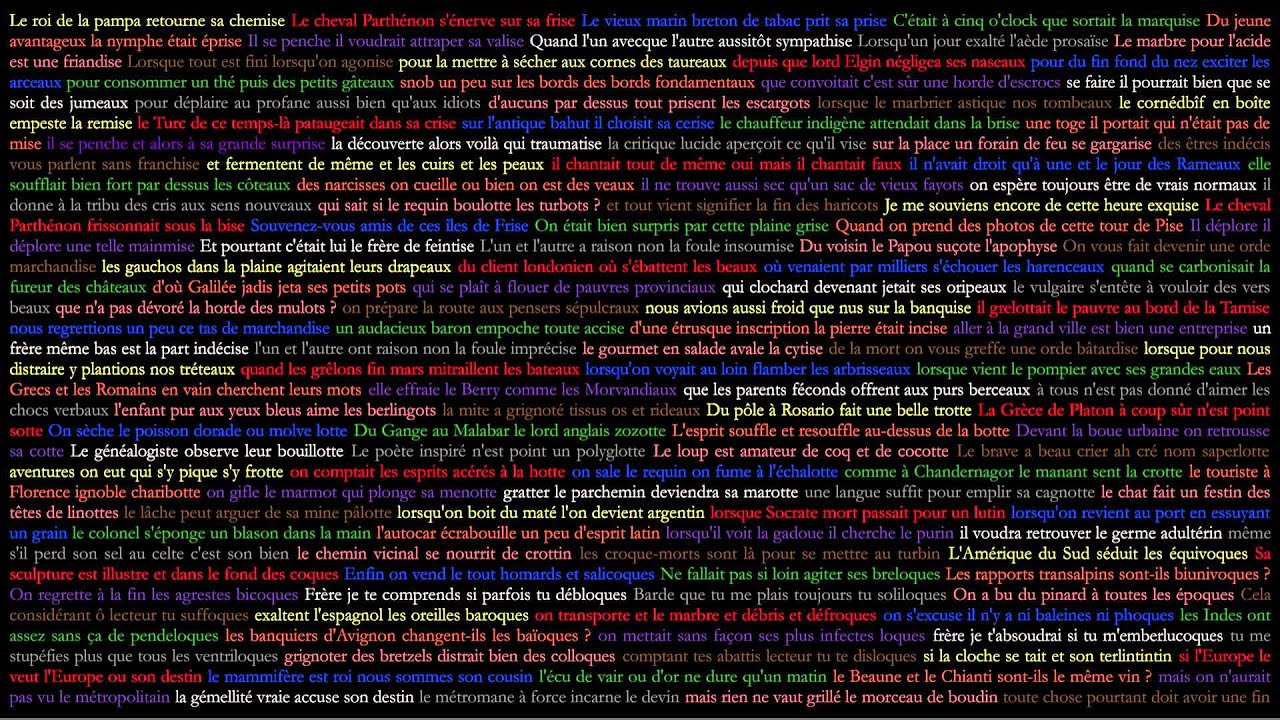 Le roi de la pampa retourne sa chemise Le cheval Parthénon s'énerve sur sa frise Le vieux marin breton de tabac prit sa prise C'était à cinq o'clock que sortait la marquise Du jeune
avantageux la nymphe était éprise Il se penche il voudrait attraper sa valise Quand l'un avecque l'autre aussitôt sympathise Lorsqu'un jour exalté l'aède prosaïse Le marbre pour l'acide
est une friandise Lorsque tout est fini lorsqu'on agonise pour la mettre à sécher aux cornes des taureaux depuis que lord Elgin négligea ses naseaux pour du fin fond du nez exciter les
arceaux pour consommer un thé puis des petits gâteaux snob un peu sur les bords des bords fondamentaux que convoitait c'est sûr une horde d'escrocs se faire il pourrait bien que se
soit des jumeaux pour déplaire au profane aussi bien qu'aux idiots d'aucuns par dessus tout prisent les escargots lorsque le marbrier astique nos tombeaux le cornédbîf en boîte
empeste la remise le Turc de ce temps-là pataugeait dans sa crise sur l'antique bahut il choisit sa cerise le chauffeur indigène attendait dans la brise une toge il portait qui n'était pas de
mise il se penche et alors à sa grande surprise la découverte alors voilà qui traumatise la critique lucide aperçoit ce qu'il vise sur la place un forain de feu se gargarise des êtres indécis
vous parlent sans franchise et fermentent de même et les cuirs et les peaux il chantait tout de même oui mais il chantait faux il n'avait droit qu'à une et le jour des Rameaux elle
soufflait bien fort par dessus les côteaux des narcisses on cueille ou bien on est des veaux il ne trouve aussi sec qu'un sac de vieux fayots on espère toujours être de vrais normaux il
donne à la tribu des cris aux sens nouveaux qui sait si le requin boulotte les turbots ? et tout vient signifier la fin des haricots Je me souviens encore de cette heure exquise Le cheval
Parthénon frissonnait sous la bise Souvenez-vous amis de ces îles de Frise On était bien surpris par cette plaine grise Quand on prend des photos de cette tour de Pise Il déplore il
déplore une telle mainmise Et pourtant c'était lui le frère de feintise L'un et l'autre a raison non la foule insoumise Du voisin le Papou suçote l'apophyse On vous fait devenir une orde
marchandise les gauchos dans la plaine agitaient leurs drapeaux du client londonien où s'ébattent les beaux où venaient par milliers s'échouer les harenceaux quand se carbonisait la
fureur des châteaux d'où Galilée jadis jeta ses petits pots qui se plaît à flouer de pauvres provinciaux qui clochard devenant jetait ses oripeaux le vulgaire s'entête à vouloir des vers
beaux que n'a pas dévoré la horde des mulots ? on prépare la route aux pensers sépulcraux nous avions aussi froid que nus sur la banquise il grelottait le pauvre au bord de la Tamise
nous regrettions un peu ce tas de marchandise un audacieux baron empoche toute accise d'une étrusque inscription la pierre était incise aller à la grand ville est bien une entreprise un
frère même bas est la part indécise l'un et l'autre ont raison non la foule imprécise le gourmet en salade avale la cytise de la mort on vous greffe une orde bâtardise lorsque pour nous
distraire y plantions nos tréteaux quand les grêlons fin mars mitraillent les bateaux lorsqu'on voyait au loin flamber les arbrisseaux lorsque vient le pompier avec ses grandes eaux Les
Grecs et les Romains en vain cherchent leurs mots elle effraie le Berry comme les Morvandiaux que les parents féconds offrent aux purs berceaux à tous n'est pas donné d'aimer les
chocs verbaux l'enfant pur aux yeux bleus aime les berlingots la mite a grignoté tissus os et rideaux Du pôle à Rosario fait une belle trotte La Grèce de Platon à coup sûr n'est point
sotte On sèche le poisson dorade ou molve lotte Du Gange au Malabar le lord anglais zozotte L'esprit souffle et resouffle au-dessus de la botte Devant la boue urbaine on retrousse
sa cotte Le généalogiste observe leur bouillotte Le poète inspiré n'est point un polyglotte Le loup est amateur de coq et de cocotte Le brave a beau crier ah cré nom saperlotte
aventures on eut qui s'y pique s'y frotte on comptait les esprits acérés à la hotte on sale le requin on fume à l'échalotte comme à Chandernagor le manant sent la crotte le touriste à
Florence ignoble charibotte on gifle le marmot qui plonge sa menotte gratter le parchemin deviendra sa marotte une langue suffit pour emplir sa cagnotte le chat fait un festin des
têtes de linottes le lâche peut arguer de sa mine pâlotte lorsqu'on boit du maté l'on devient argentin lorsque Socrate mort passait pour un lutin lorsqu'on revient au port en essuyant
un grain le colonel s'éponge un blason dans la main l'autocar écrabouille un peu d'esprit latin lorsqu'il voit la gadoue il cherche le purin il voudra retrouver le germe adultérin même
s'il perd son sel au celte c'est son bien le chemin vicinal se nourrit de crottin les croque-morts sont là pour se mettre au turbin L'Amérique du Sud séduit les équivoques Sa
sculpture est illustre et dans le fond des coques Enfin on vend le tout homards et salicoques Ne fallait pas si loin agiter ses breloques Les rapports transalpins sont-ils biunivoques ?
On regrette à la fin les agrestes bicoques Frère je te comprends si parfois tu débloques Barde que tu me plais toujours tu soliloques On a bu du pinard à toutes les époques Cela
considérant ô lecteur tu suffoques exaltent l'espagnol les oreilles baroques on transporte et le marbre et débris et défroques on s'excuse il n'y a ni baleines ni phoques les Indes ont
assez sans ça de pendeloques les banquiers d'Avignon changent-ils les baïoques ? on mettait sans façon ses plus infectes loques frère je t'absoudrai si tu m'emberlucoques tu me
stupéfies plus que tous les ventriloques grignoter des bretzels distrait bien des colloques comptant tes abattis lecteur tu te disloques si la cloche se tait et son terlintintin si l'Europe le
veut l'Europe ou son destin le mammifère est roi nous sommes son cousin l'écu de vair ou d'or ne dure qu'un matin le Beaune et le Chianti sont-ils le même vin ? mais on n'aurait
pas vu le métropolitain la gémellité vraie accuse son destin le métromane à force incarne le devin mais rien ne vaut grillé le morceau de boudin toute chose pourtant doit avoir une fin